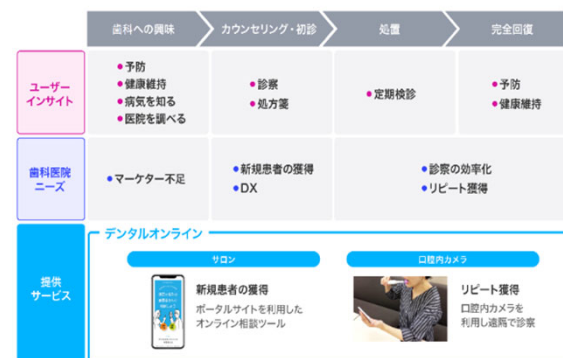 歯科への興味
カウンセリング・初診
処置
完全回復
ユーザー
インサイト
●予防
●健康維持
●病気を知る
●医院を調べる
●診察
●処方箋
●定期検診
●予防
●健康維持
歯科医院
ニーズ
●マーケター不足
●新規患者の獲得
●DX
●診察の効率化
●リピート獲得
提供
サービス
デンタルオンライン
サロン
新規患者の獲得
ポータルサイトを利用した
オンライン相談ツール
口腔内カメラ
リピート獲得
口腔内カメラを
利用し遠隔で診察